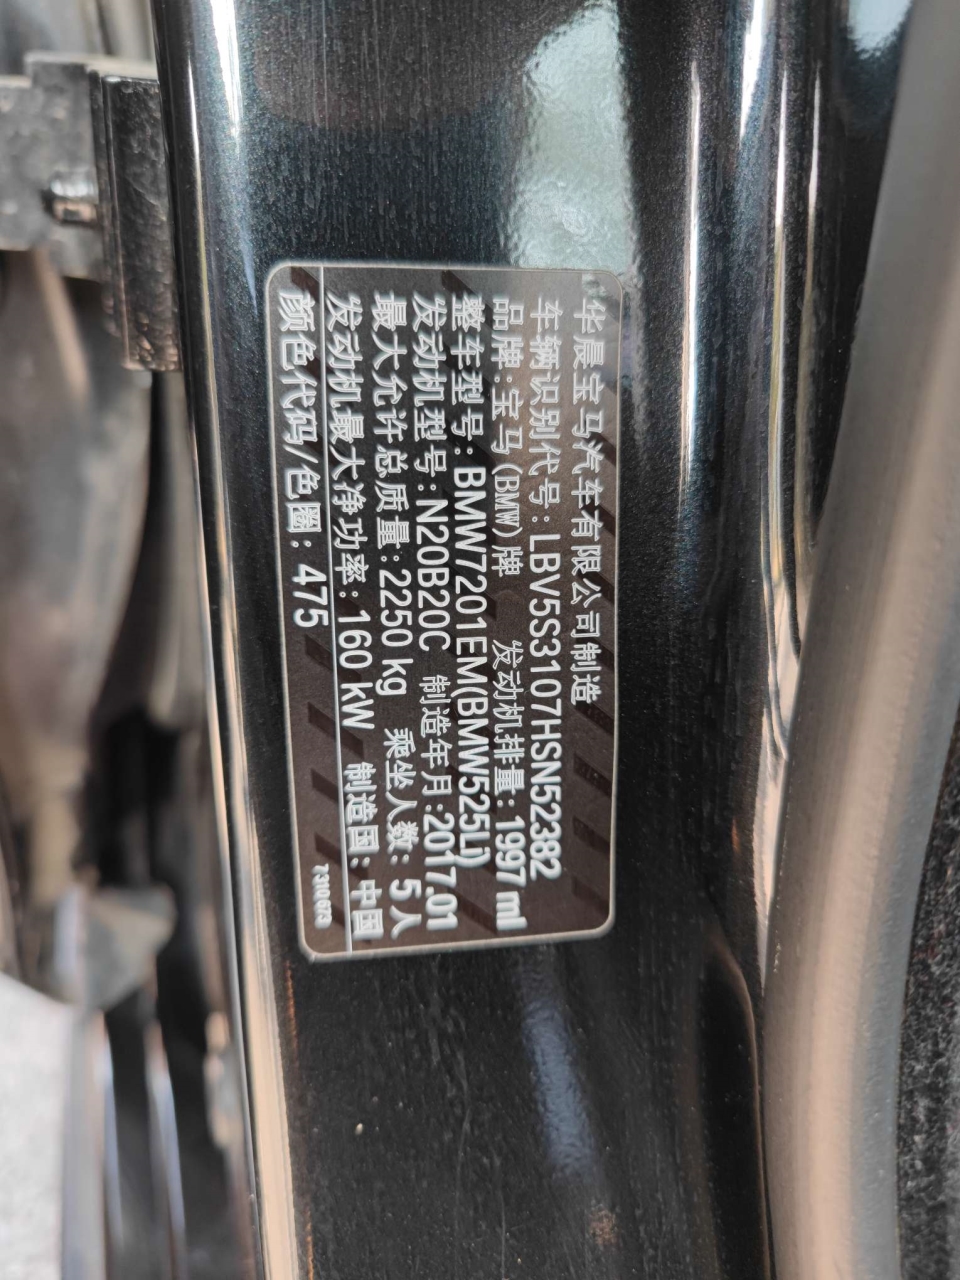 华晨宝马汽车有限公司制造
车辆识别代号:LBV5S3107HSN52382
品牌:宝马(BMW)牌 发动机排量:1997 ml
整车型号:BMW7201EM(BMW525Li)
发动机型号:N20B20C 制造年月:2017.01
最大允许总质量:2250 kg 乘坐人数:5人
发动机最大净功率:160 kW 制造国:中国
颜色代码/色圈:475
7310673